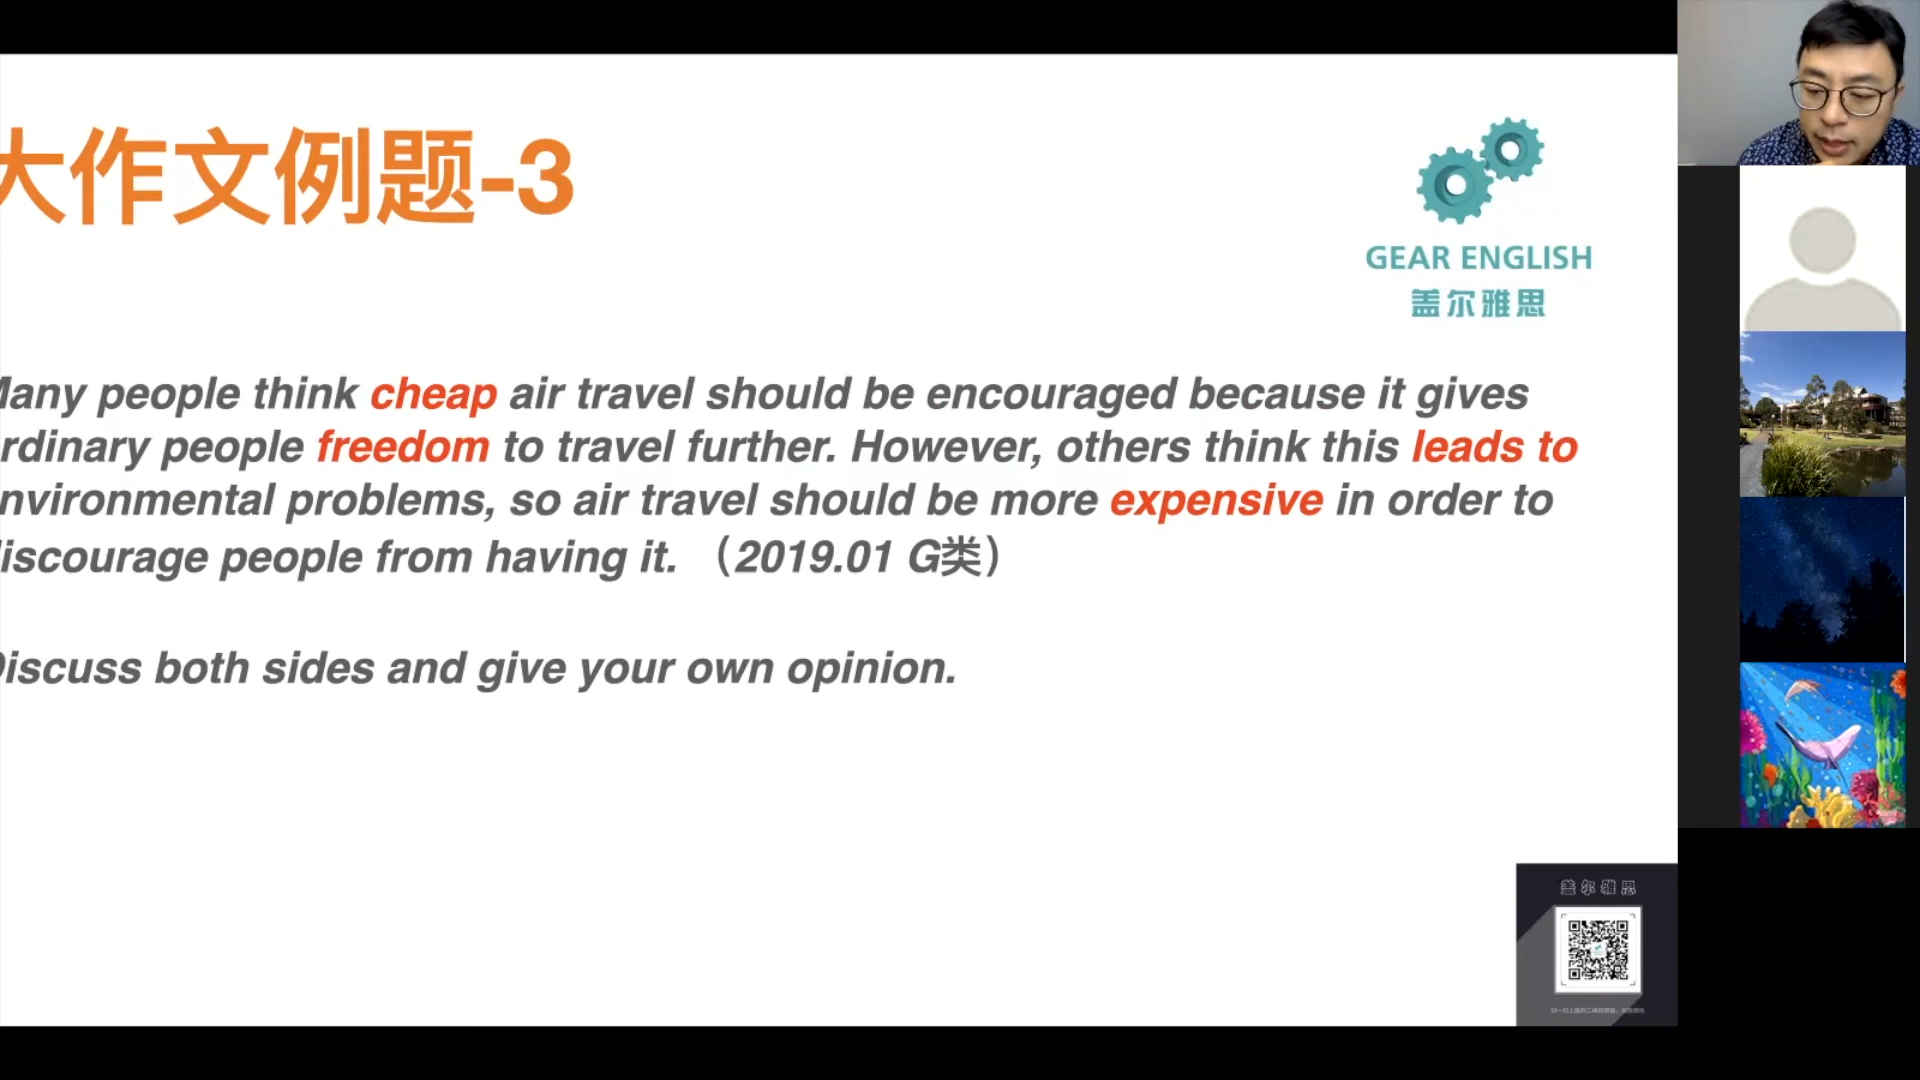 大作文例题-3
GEAR ENGLISH
盖尔雅思
Many people think cheap air travel should be encouraged because it gives
rdinary people freedom to travel further. However, others think this leads to
nvironmental problems, so air travel should be more expensive in order to
iscourage people from having it. （2019.01 G类）
Discuss both sides and give your own opinion.
盖尔雅思